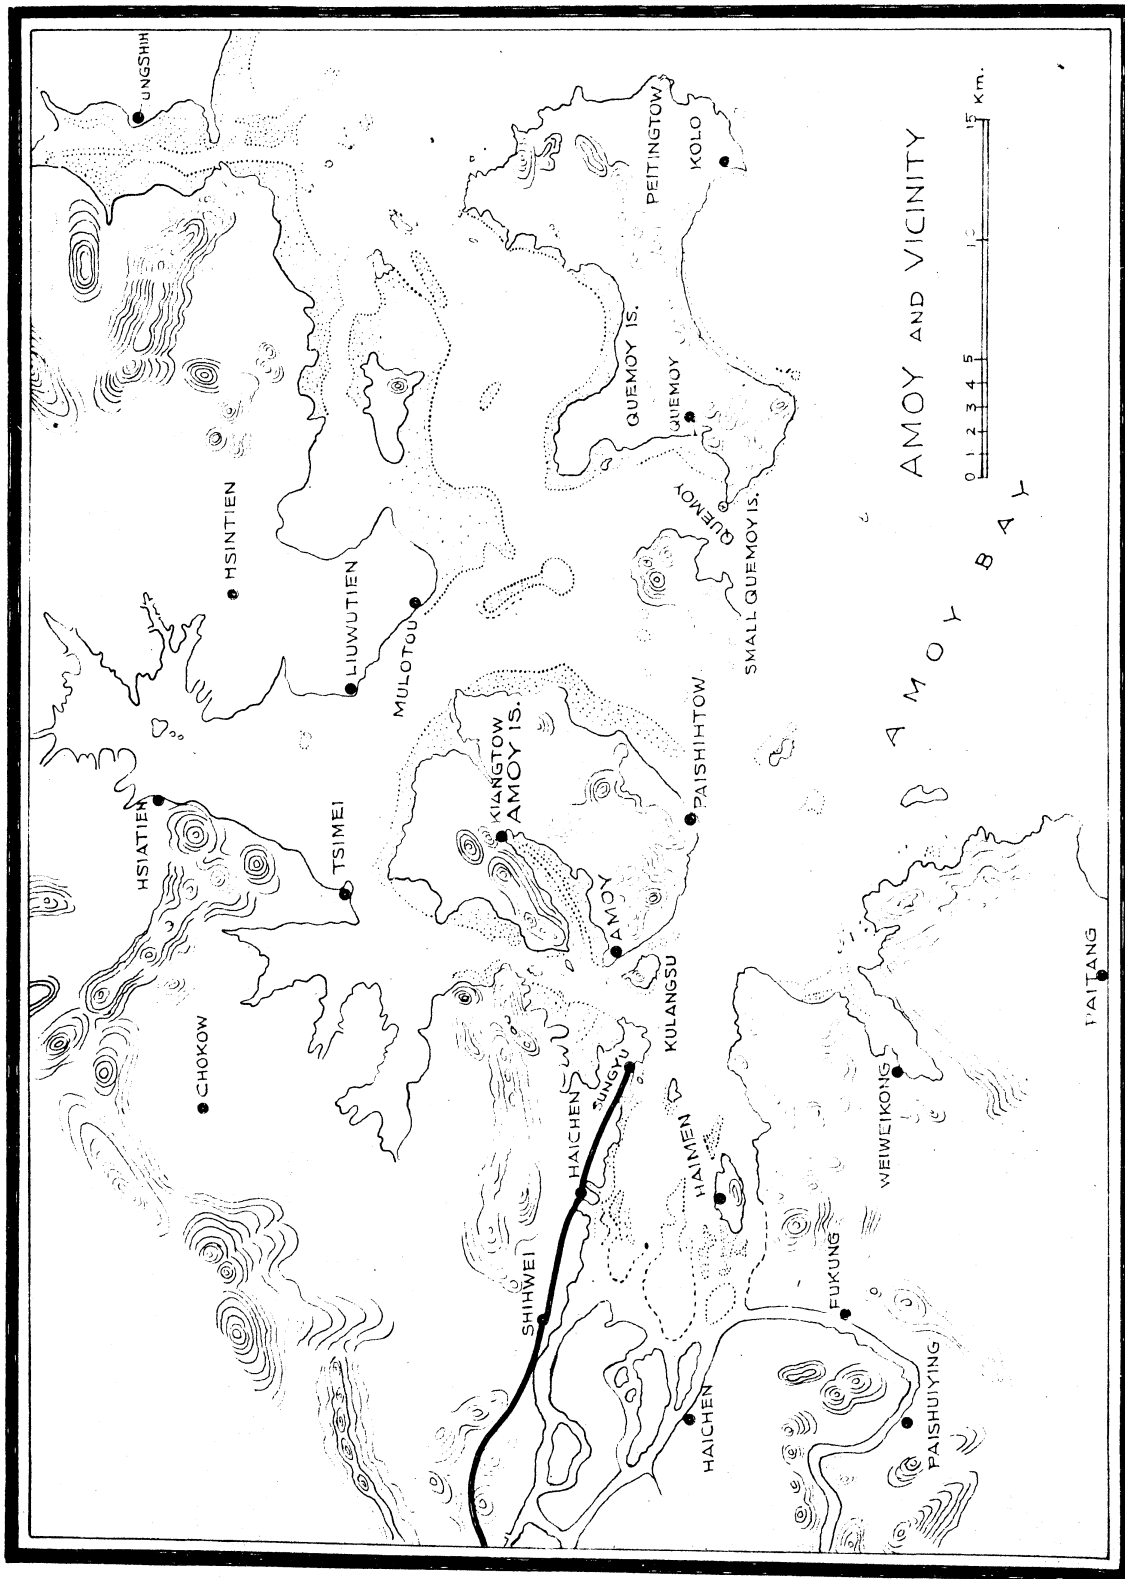 AMOY AND VICINITY
0 1 2 3 4 5 10 15 Km.
UNGSHIH
HSINTIEN
LIUWUTIEN
MULOTOU
HSIATIEN
TSIMEI
CHOKOW
PEITINGTOW
KOLO
QUEMOY IS.
QUEMOY
QUEMOY
SMALL QUEMOY IS.
KIANGTOW
AMOY IS.
PAISHIHTOW
AMOY
KULANGSU
SUNGYU
HAICHEN
SHIHWEI
HAIMEN
HAICHEN
FUKUNG
PAISHUIYING
WEIWEIKONG
PAITANG
AMOY BAY